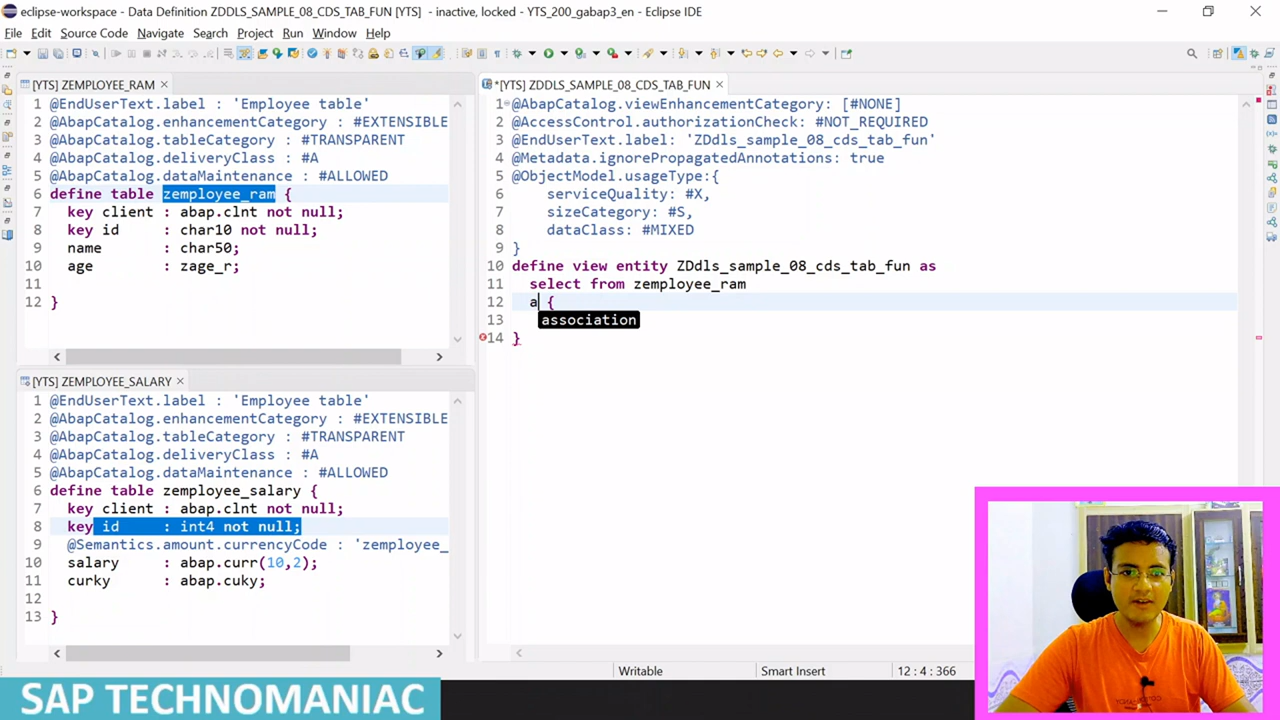 eclipse-workspace - Data Definition ZDDLS_SAMPLE_08_CDS_TAB_FUN [YTS] - inactive, locked - YTS_200_gabap3_en - Eclipse IDE
File Edit Source Code Navigate Search Project Run Window Help
[YTS] ZEMPLOYEE_RAM
1 @EndUserText.label : 'Employee table'
2 @AbapCatalog.enhancementCategory : #EXTENSIBLE
3 @AbapCatalog.tableCategory : #TRANSPARENT
4 @AbapCatalog.deliveryClass : #A
5 @AbapCatalog.dataMaintenance : #ALLOWED
6 define table zemployee_ram {
7 key client : abap.clnt not null;
8 key id : char10 not null;
9 name : char50;
10 age : zage_r;
11
12 }
[YTS] ZEMPLOYEE_SALARY
1 @EndUserText.label : 'Employee table'
2 @AbapCatalog.enhancementCategory : #EXTENSIBLE
3 @AbapCatalog.tableCategory : #TRANSPARENT
4 @AbapCatalog.deliveryClass : #A
5 @AbapCatalog.dataMaintenance : #ALLOWED
6 define table zemployee_salary {
7 key client : abap.clnt not null;
8 key id : int4 not null;
9 @Semantics.amount.currencyCode : 'zemployee_
10 salary : abap.curr(10,2);
11 curky : abap.cuky;
12
13 }
*[YTS] ZDDLS_SAMPLE_08_CDS_TAB_FUN
1 @AbapCatalog.viewEnhancementCategory: [#NONE]
2 @AccessControl.authorizationCheck: #NOT_REQUIRED
3 @EndUserText.label: 'ZDdls_sample_08_cds_tab_fun'
4 @Metadata.ignorePropagatedAnnotations: true
5 @ObjectModel.usageType:{
6 serviceQuality: #X,
7 sizeCategory: #S,
8 dataClass: #MIXED
9 }
10 define view entity ZDdls_sample_08_cds_tab_fun as
11 select from zemployee_ram
12 a {
13 association
14 }
Writable Smart Insert 12 : 4 : 366
SAP TECHNOMANIAC